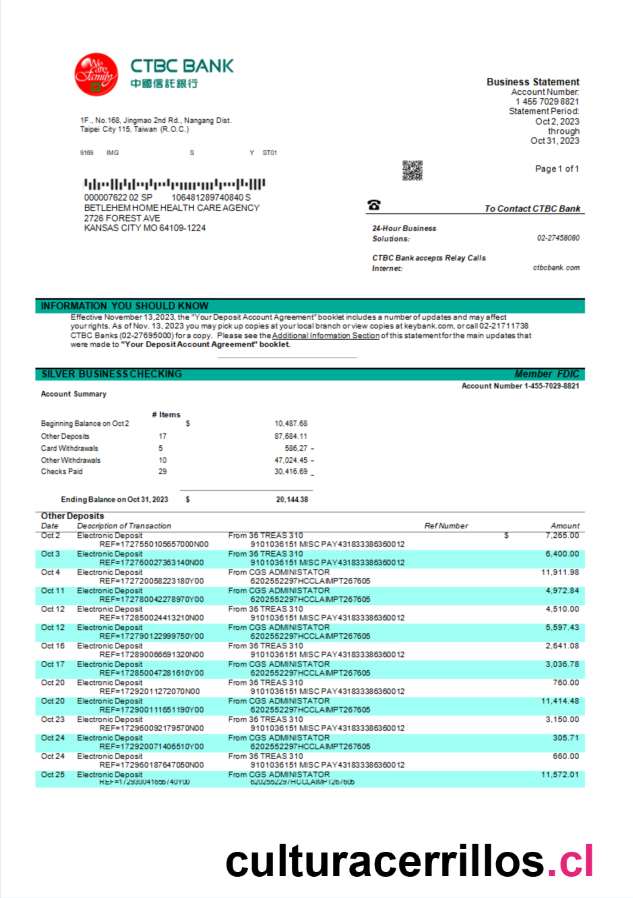 We
are
Family
CTBC BANK
中國信託銀行
Business Statement
Account Number:
1 455 7029 8821
Statement Period:
Oct 2, 2023
through
Oct 31, 2023
1F., No.168, Jingmao 2nd Rd., Nangang Dist.
Taipei City 115, Taiwan (R.O.C.)
9169 IMG S Y ST01
Page 1 of 1
000007622 02 SP 106481289740840 S
BETLEHEM HOME HEALTH CARE AGENCY
2726 FOREST AVE
KANSAS CITY MO 64109-1224
To Contact CTBC Bank
24-Hour Business
Solutions: 02-27458080
CTBC Bank accepts Relay Calls
Internet: ctbcbank com
INFORMATION YOU SHOULD KNOW
Effective November 13,2023, the "Your Deposit Account Agreement" booklet includes a number of updates and may affect
your rights. As of Nov. 13, 2023 you may pick up copies at your local branch or view copies at keybank.com, or call 02-21711738
CTBC Banks (02-27695000) for a copy. Please see the Additional Information Section of this statement for the main updates that
were made to "Your Deposit Account Agreement" booklet.
SILVER BUSINESS CHECKING Member FDIC
Account Number 1-455-7029-8821
Account Summary
# Items
Beginning Balance on Oct 2 $ 10,487.68
Other Deposits 17 87,684.11
Card Withdrawals 5 586,27 –
Other Withdrawals 10 47,024.45 –
Checks Paid 29 30,416.69 _
Ending Balance on Oct 31, 2023 $ 20,144.38
Other Deposits
Date Description of Transaction Ref Number Amount
Oct 2 Electronic Deposit From 36 TREAS 310 $ 7,265.00
REF=1727550105657000N00 9101036151 MISC PAY431833386360012
Oct 3 Electronic Deposit From 36 TREAS 310 6,400.00
REF=172760027363140N00 9101036151 MISC PAY431833386360012
Oct 4 Electronic Deposit From CGS ADMINISTATOR 11,911.98
REF=172720058223180Y00 6202552297HCCLAIMPT267605
Oct 11 Electronic Deposit From CGS ADMINISTATOR 4,972.84
REF=172780042278970Y00 6202552297HCCLAIMPT267605
Oct 12 Electronic Deposit From 36 TREAS 310 4,510.00
REF=172850024413210N00 9101036151 MISC PAY431833386360012
Oct 12 Electronic Deposit From CGS ADMINISTATOR 5,597.43
REF=172790122999750Y00 6202552297HCCLAIMPT267605
Oct 16 Electronic Deposit From 36 TREAS 310 2,641.08
REF=172890066691320N00 9101036151 MISC PAY431833386360012
Oct 17 Electronic Deposit From CGS ADMINISTATOR 3,036.78
REF=172850047281610Y00 6202552297HCCLAIMPT267605
Oct 20 Electronic Deposit From 36 TREAS 310 760.00
REF=17292011272070N00 9101036151 MISC PAY431833386360012
Oct 20 Electronic Deposit From CGS ADMINISTATOR 11,414.48
REF=172900111651190Y00 6202552297HCCLAIMPT267605
Oct 23 Electronic Deposit From 36 TREAS 310 3,150.00
REF=172960092179570N00 9101036151 MISC PAY431833386360012
Oct 24 Electronic Deposit From CGS ADMINISTATOR 305.71
REF=172920071406510Y00 6202552297HCCLAIMPT267605
Oct 24 Electronic Deposit From 36 TREAS 310 660.00
REF=172960187647050N00 9101036151 MISC PAY431833386360012
Oct 25 Electronic Deposit From CGS ADMINISTATOR 11,572.01
REF=172930041656740Y00 6202552297HCCLAIMPT267605
culturacerrillos.cl